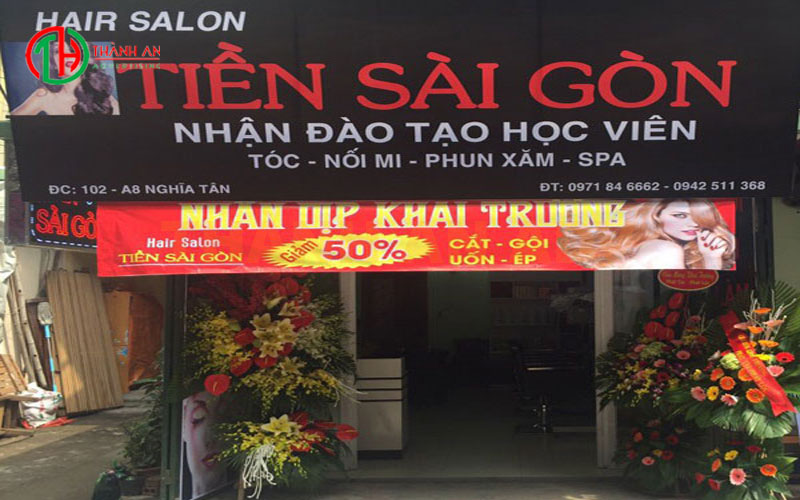 HAIR SALON
THÀNH AN
TIỀN SÀI GÒN
NHẬN ĐÀO TẠO HỌC VIÊN
TÓC - NỐI MI - PHUN XĂM - SPA
ĐC: 102 - A8 NGHĨA TÂN
ĐT: 0971 84 6662 - 0942 511 368
SÀI GÒN
NHÂN DỊP KHAI TRƯƠNG
Hair Salon
TIỀN SÀI GÒN
Giảm 50%
CẮT - GỘI
UỐN - ÉP